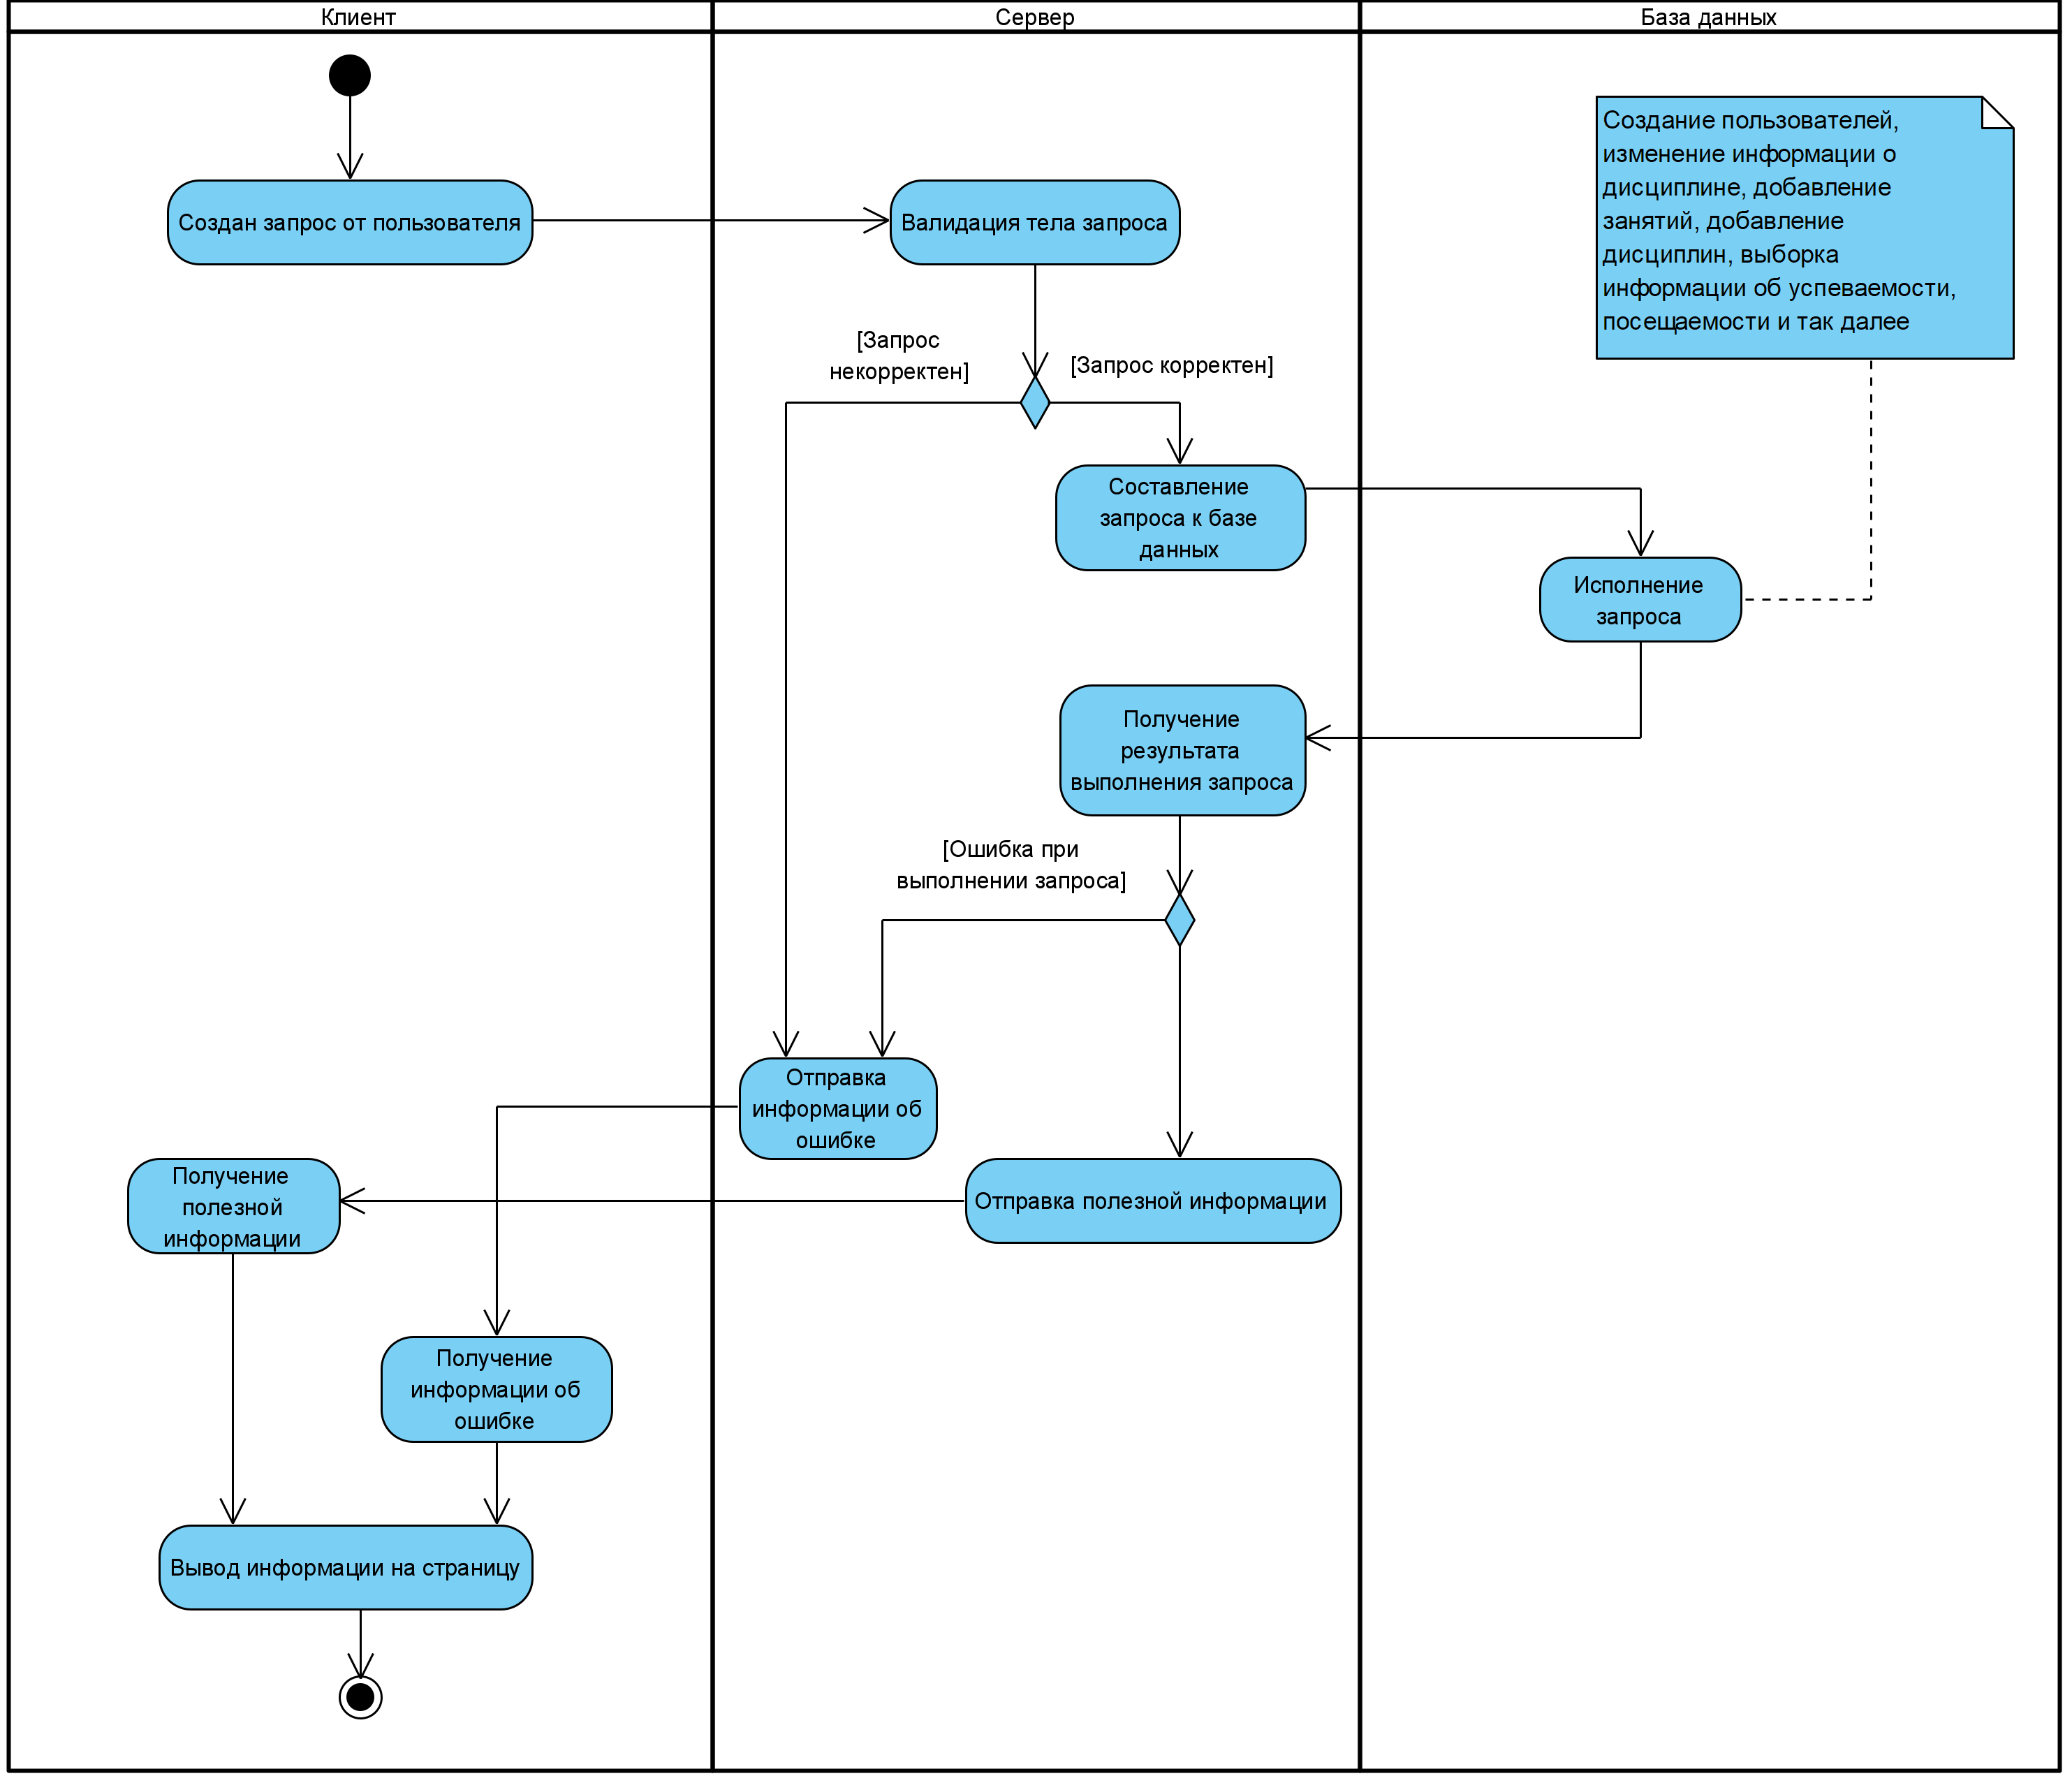 Клиент
Сервер
База данных
Создание пользователей,
изменение информации о
дисциплине, добавление
занятий, добавление
дисциплин, выборка
информации об успеваемости,
посещаемости и так далее
Создан запрос от пользователя
Валидация тела запроса
[Запрос
некорректен]
[Запрос корректен]
Составление
запроса к базе
данных
Исполнение
запроса
Получение
результата
выполнения запроса
[Ошибка при
выполнении запроса]
Отправка
информации об
ошибке
Отправка полезной информации
Получение
полезной
информации
Получение
информации об
ошибке
Вывод информации на страницу